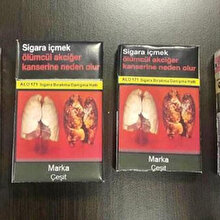 Sigara içmek
ölümcül akciğer
kanserine neden olur
ALO 171 Sigara Bırakma Danışma Hattı
Marka
Çeşit
Sigara içmek
ölümcül akciğer
kanserine neden olur
ALO 171 Sigara Bırakma Danışma Hattı
Marka
Çeşit